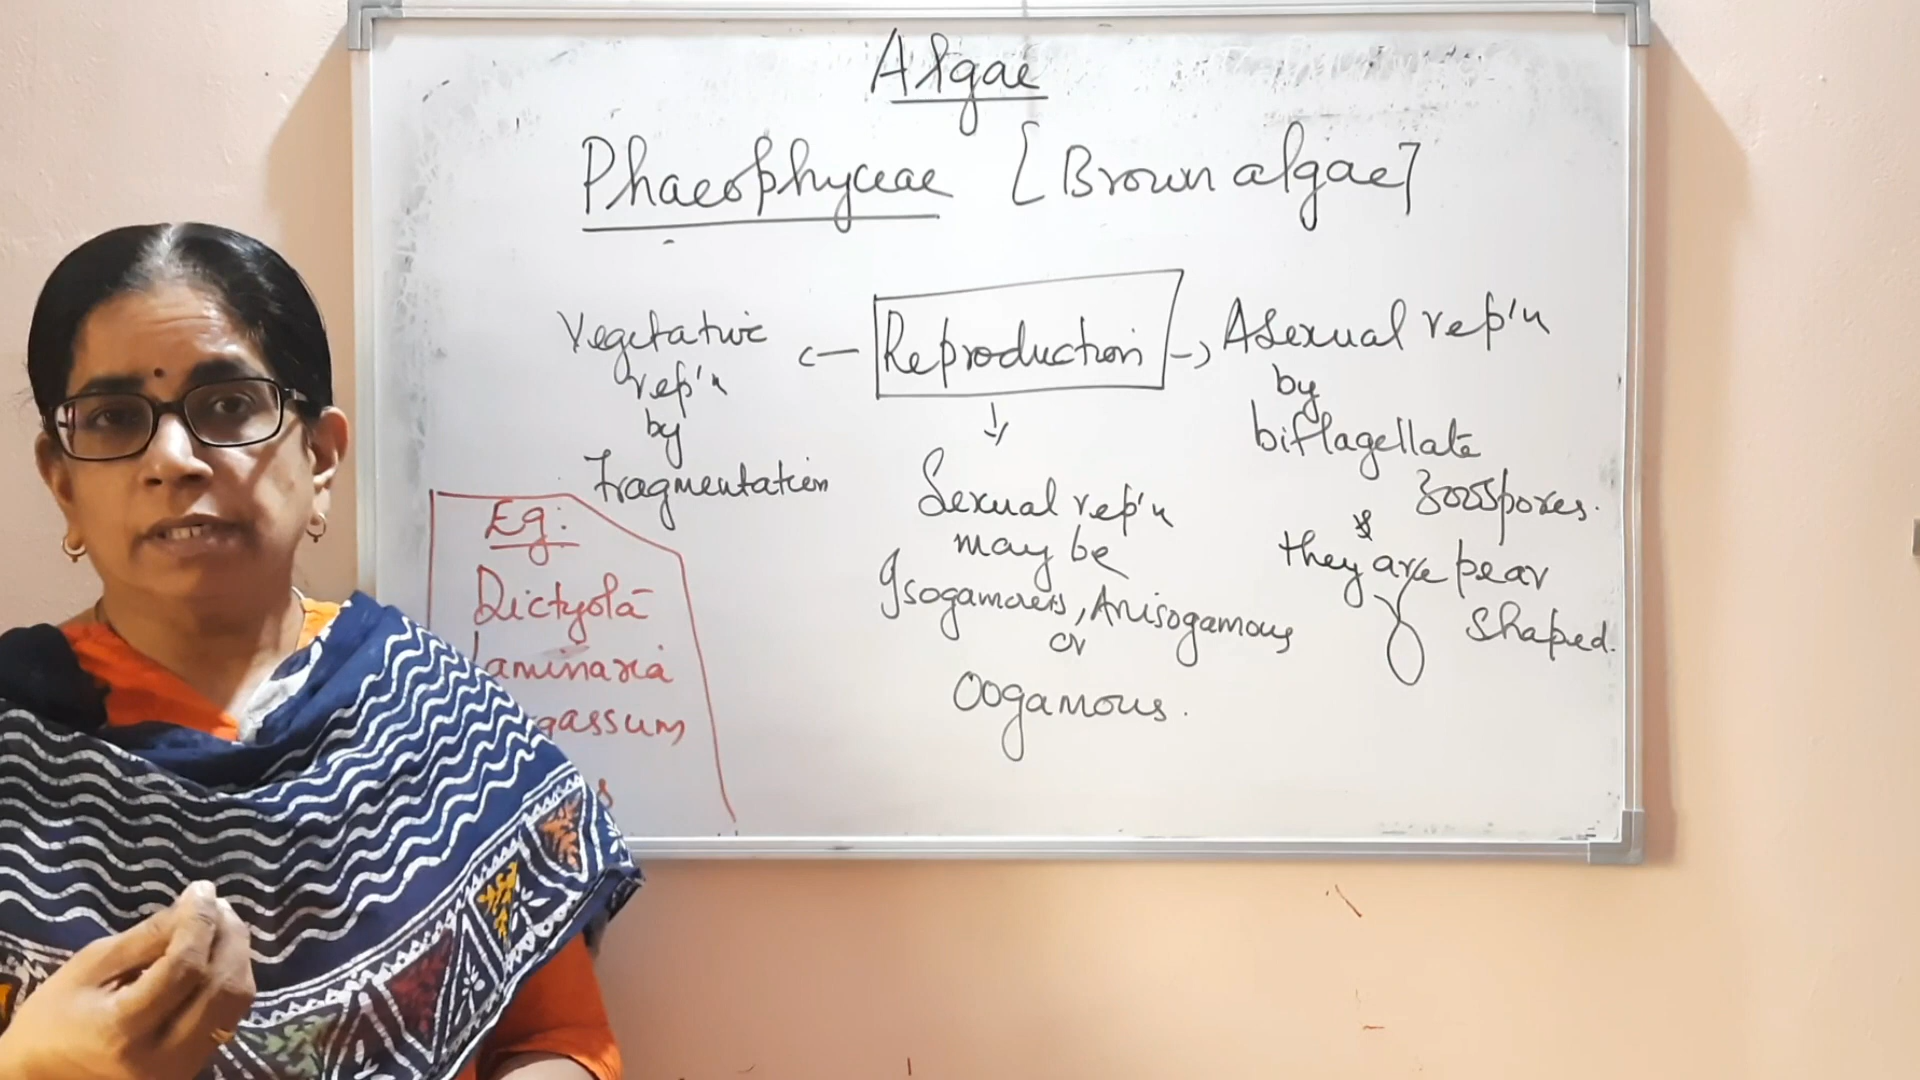 Algae
Phaeophyceae [Brown algae]
Reproduction
Vegetative
rep'n
by
Fragmentation
Asexual rep'n
by
biflagellate
zoospores.
* they are pear
shaped.
Sexual rep'n
may be
Isogamous, Anisogamous
or
Oogamous.
Eg:
Dictyota
Laminaria
gassum
s